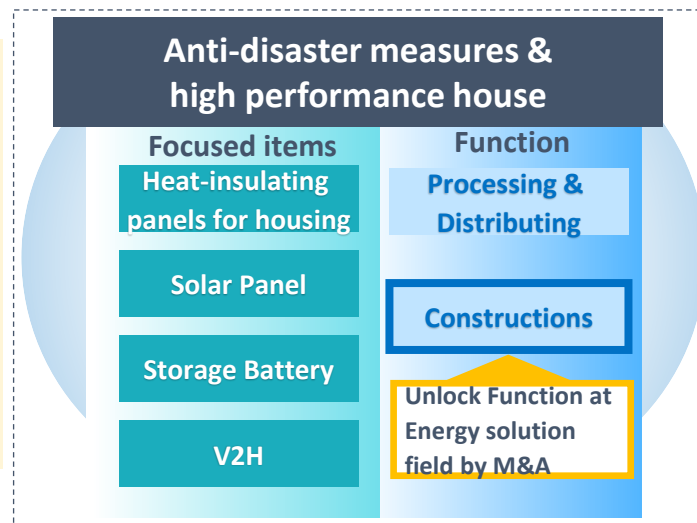 Anti-disaster measures &
high performance house
Focused items
Heat-insulating
panels for housing
Solar Panel
Storage Battery
V2H
Function
Processing &
Distributing
Constructions
Unlock Function at
Energy solution
field by M&A